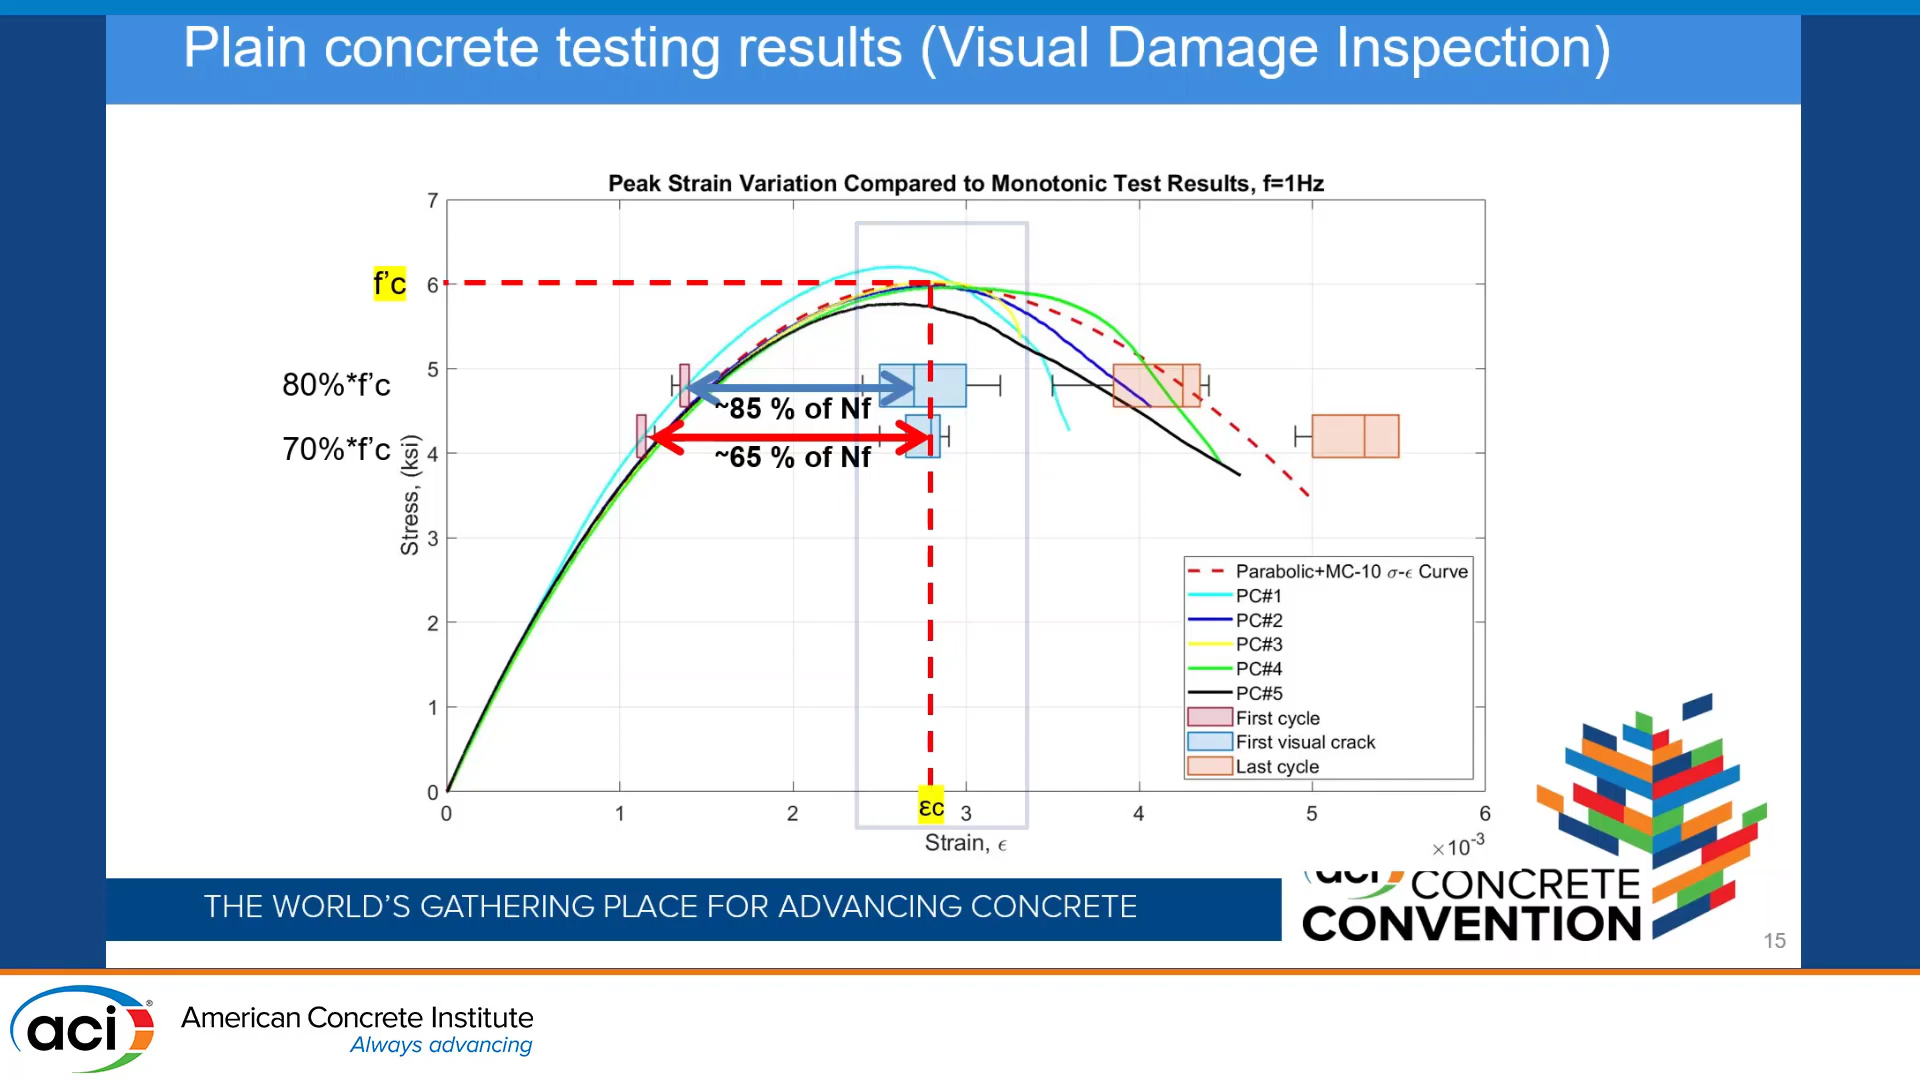 Plain concrete testing results (Visual Damage Inspection)
Peak Strain Variation Compared to Monotonic Test Results, f=1Hz
7
f'c
6
5
80%*f'c
~85 % of Nf
70%*f'c
4
~65 % of Nf
Stress, (ksi)
3
2
1
0
Parabolic+MC-10 σ-ϵ Curve
PC#1
PC#2
PC#3
PC#4
PC#5
First cycle
First visual crack
Last cycle
0 1 2 εc 3 4 5 6
Strain, ϵ
×10-3
THE WORLD'S GATHERING PLACE FOR ADVANCING CONCRETE
aci CONCRETE
CONVENTION
15
aci®
American Concrete Institute
Always advancing